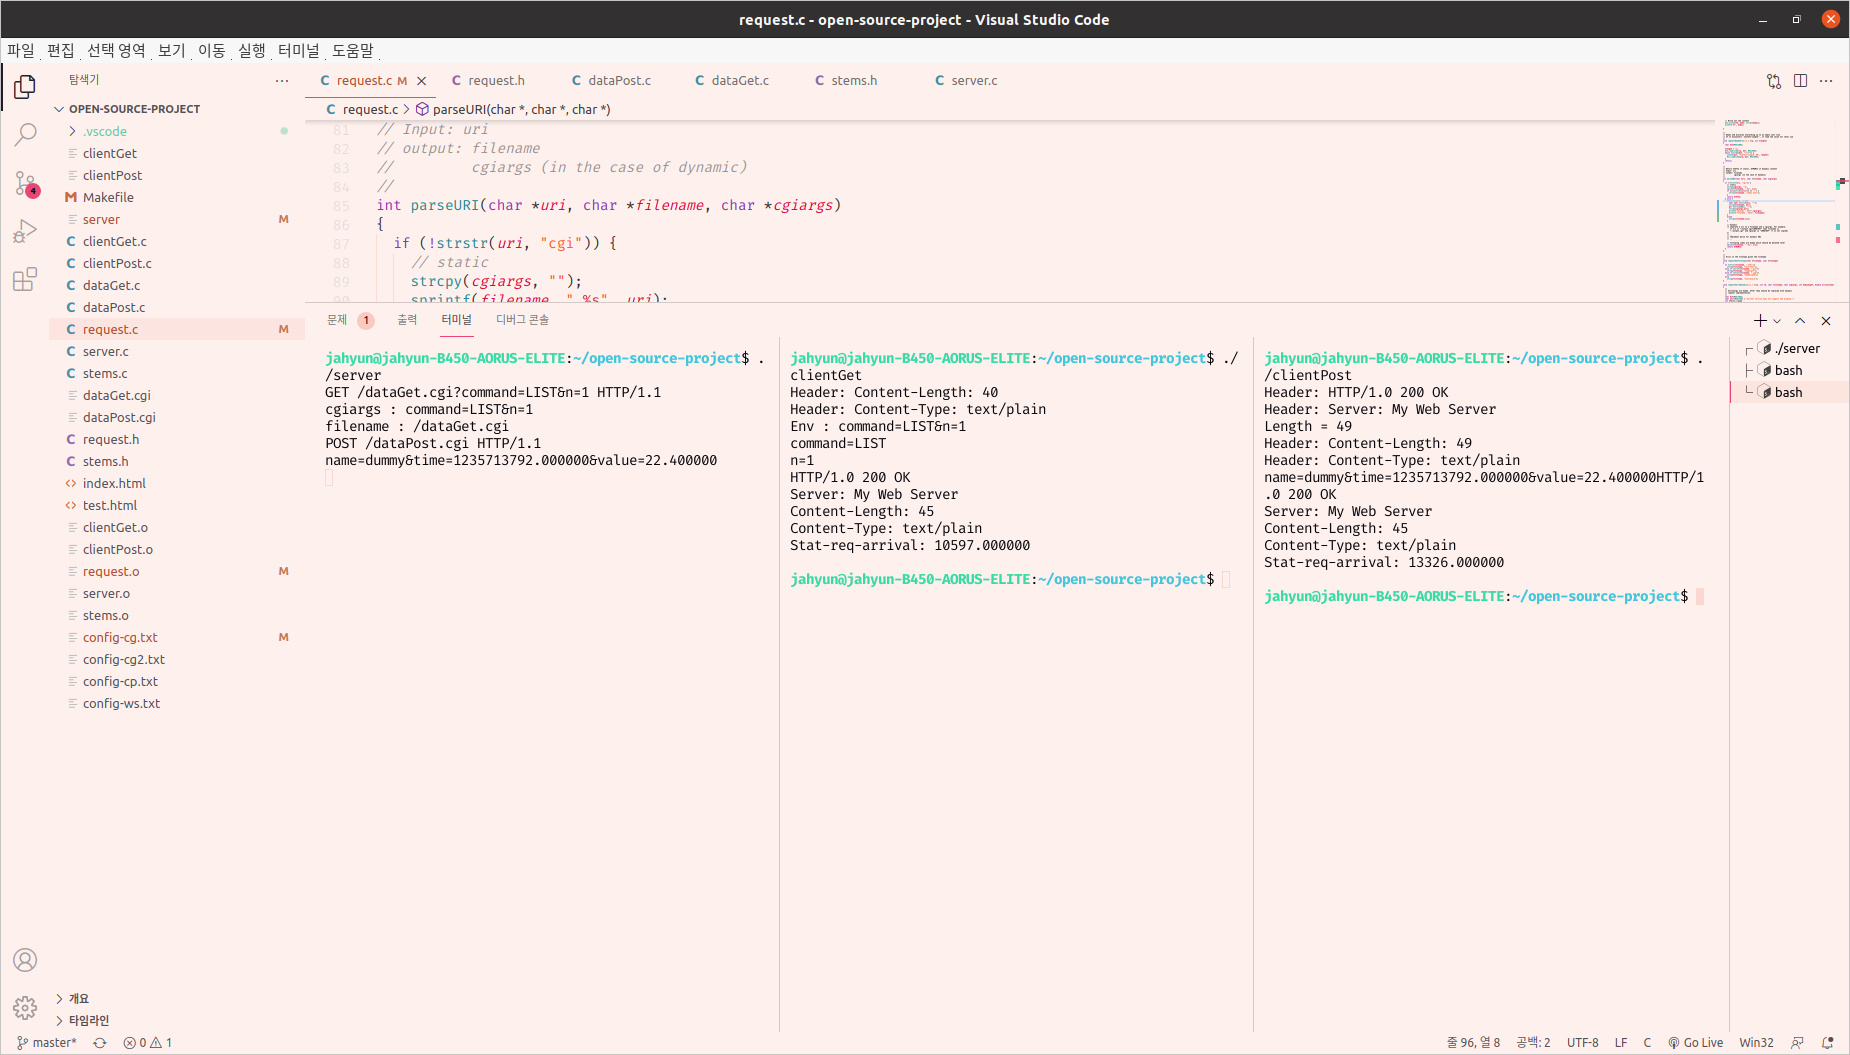 request.c - open-source-project - Visual Studio Code
파일 편집 선택 영역 보기 이동 실행 터미널 도움말
탐색기
OPEN-SOURCE-PROJECT
.vscode
clientGet
clientPost
Makefile
server M
clientGet.c
clientPost.c
dataGet.c
dataPost.c
request.c M
server.c
stems.c
dataGet.cgi
dataPost.cgi
request.h
stems.h
index.html
test.html
clientGet.o
clientPost.o
request.o M
server.o
stems.o
config-cg.txt M
config-cg2.txt
config-cp.txt
config-ws.txt
개요
타임라인
4
C request.c M
C request.h
C dataPost.c
C dataGet.c
C stems.h
C server.c
C request.c > parseURI(char *, char *, char *)
81 // Input: uri
82 // output: filename
83 //         cgiargs (in the case of dynamic)
84 //
85 int parseURI(char *uri, char *filename, char *cgiargs)
86 {
87   if (!strstr(uri, "cgi")) {
88     // static
89     strcpy(cgiargs, "");
90     sprintf(filename, ".%s", uri);
문제 1 출력 터미널 디버그 콘솔
jahyun@jahyun-B450-AORUS-ELITE:~/open-source-project$ .
/server
GET /dataGet.cgi?command=LIST&n=1 HTTP/1.1
cgiargs : command=LIST&n=1
filename : /dataGet.cgi
POST /dataPost.cgi HTTP/1.1
name=dummy&time=1235713792.000000&value=22.400000
jahyun@jahyun-B450-AORUS-ELITE:~/open-source-project$ ./
clientGet
Header: Content-Length: 40
Header: Content-Type: text/plain
Env : command=LIST&n=1
command=LIST
n=1
HTTP/1.0 200 OK
Server: My Web Server
Content-Length: 45
Content-Type: text/plain
Stat-req-arrival: 10597.000000
jahyun@jahyun-B450-AORUS-ELITE:~/open-source-project$
jahyun@jahyun-B450-AORUS-ELITE:~/open-source-project$ .
/clientPost
Header: HTTP/1.0 200 OK
Header: Server: My Web Server
Length = 49
Header: Content-Length: 49
Header: Content-Type: text/plain
name=dummy&time=1235713792.000000&value=22.400000HTTP/1
.0 200 OK
Server: My Web Server
Content-Length: 45
Content-Type: text/plain
Stat-req-arrival: 13326.000000
jahyun@jahyun-B450-AORUS-ELITE:~/open-source-project$
./server
bash
bash
master* 0 1
줄 96, 열 8 공백: 2 UTF-8 LF C Go Live Win32